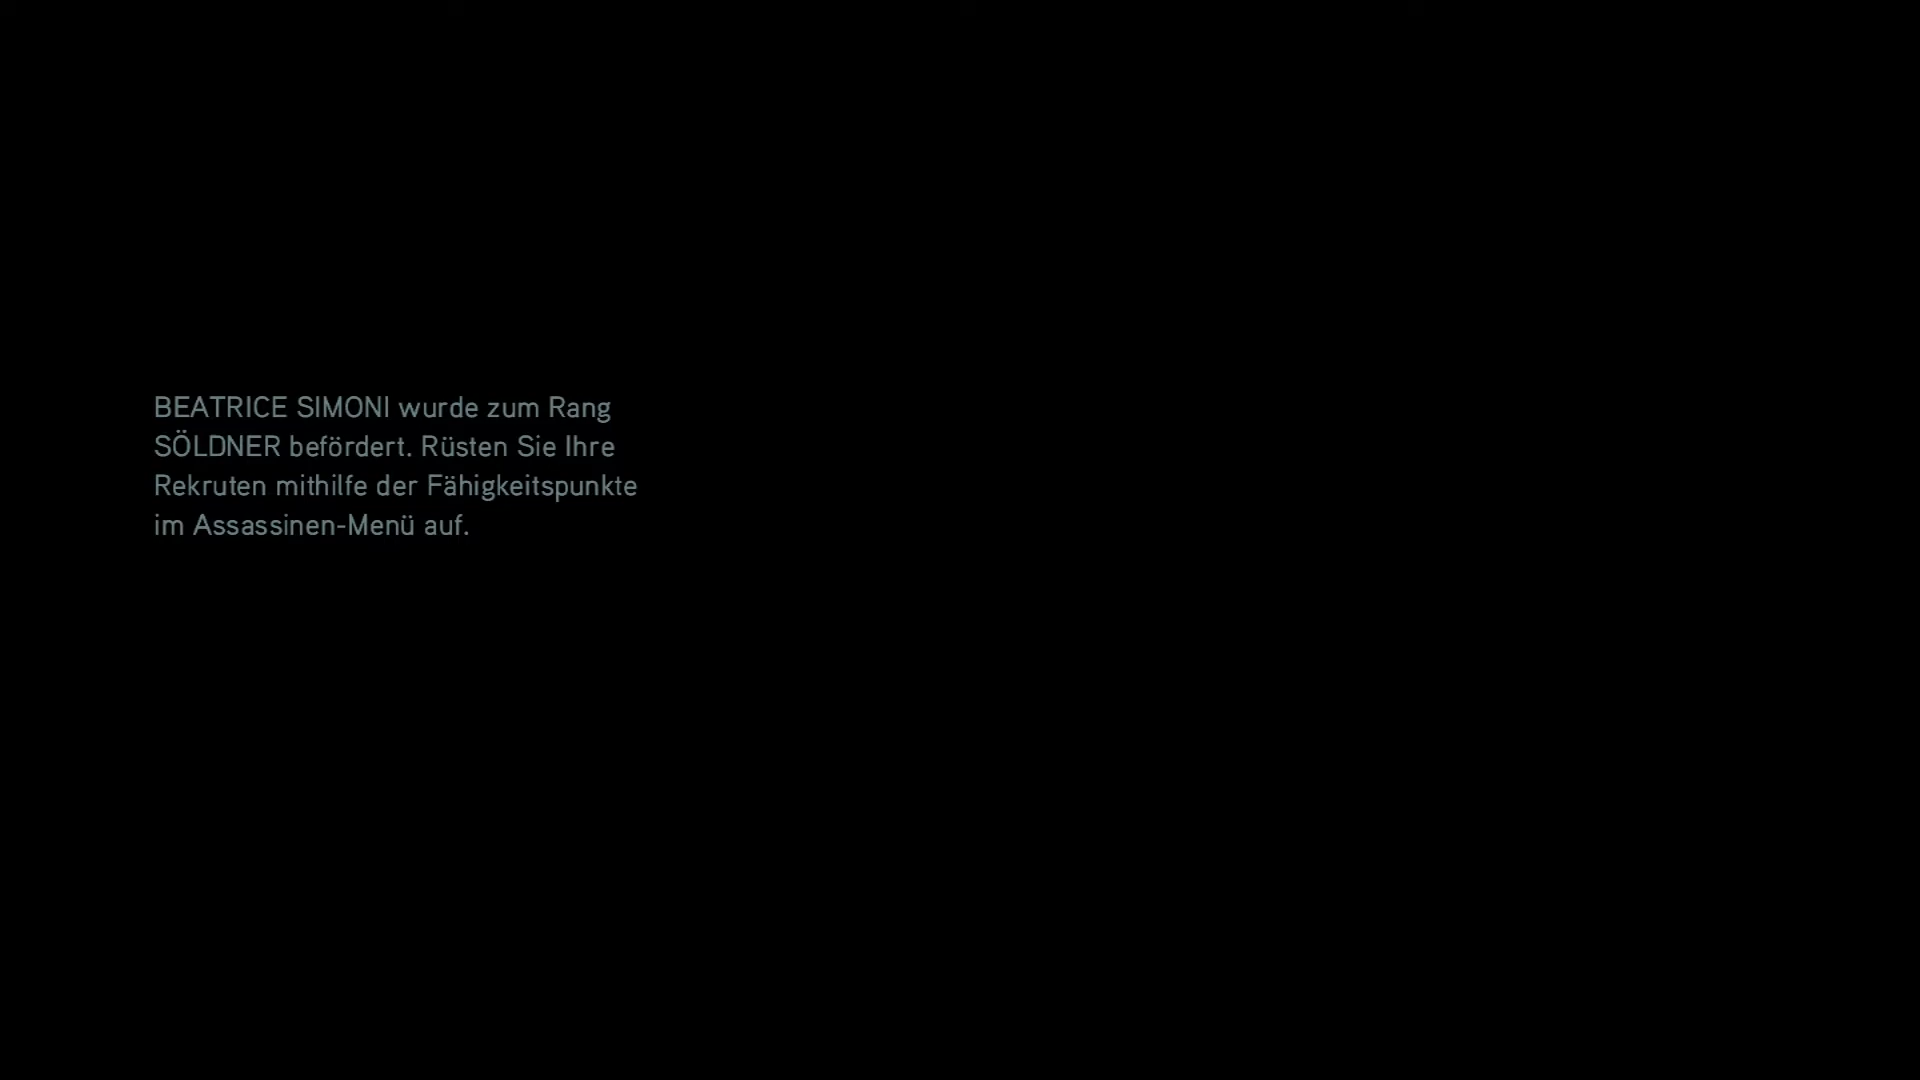 BEATRICE SIMONI wurde zum Rang
SÖLDNER befördert. Rüsten Sie Ihre
Rekruten mithilfe der Fähigkeitspunkte
im Assassinen-Menü auf.